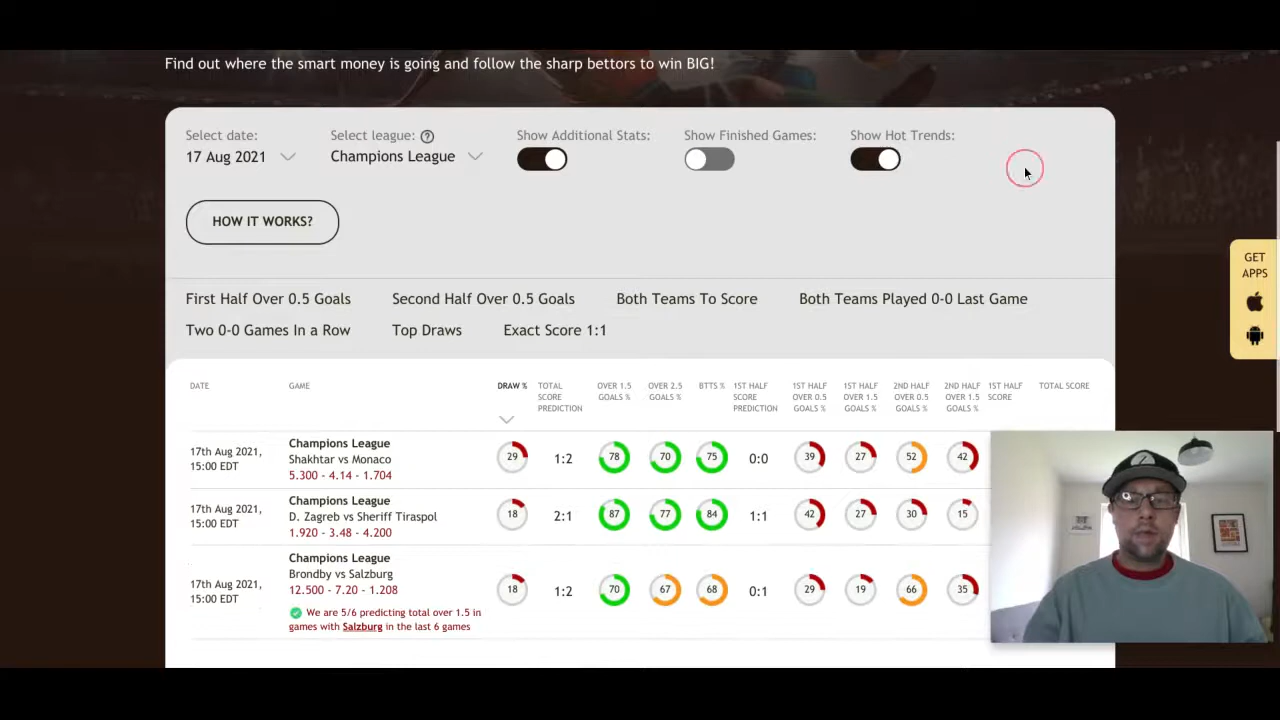 Find out where the smart money is going and follow the sharp bettors to win BIG!
Select date:
17 Aug 2021
Select league: ?
Champions League
Show Additional Stats:
Show Finished Games:
Show Hot Trends:
HOW IT WORKS?
GET
APPS
First Half Over 0.5 Goals
Second Half Over 0.5 Goals
Both Teams To Score
Both Teams Played 0-0 Last Game
Two 0-0 Games In a Row
Top Draws
Exact Score 1:1
DATE
GAME
DRAW %
TOTAL
SCORE
PREDICTION
OVER 1.5
GOALS %
OVER 2.5
GOALS %
BTTS %
1ST HALF
SCORE
PREDICTION
1ST HALF
OVER 0.5
GOALS %
1ST HALF
OVER 1.5
GOALS %
2ND HALF
OVER 0.5
GOALS %
2ND HALF
OVER 1.5
GOALS %
1ST HALF
SCORE
TOTAL SCORE
17th Aug 2021,
15:00 EDT
Champions League
Shakhtar vs Monaco
5.300 - 4.14 - 1.704
29
1:2
78
70
75
0:0
39
27
52
42
17th Aug 2021,
15:00 EDT
Champions League
D. Zagreb vs Sheriff Tiraspol
1.920 - 3.48 - 4.200
18
2:1
87
77
84
1:1
42
27
30
15
17th Aug 2021,
15:00 EDT
Champions League
Brondby vs Salzburg
12.500 - 7.20 - 1.208
We are 5/6 predicting total over 1.5 in
games with Salzburg in the last 6 games
18
1:2
70
67
68
0:1
29
19
66
35